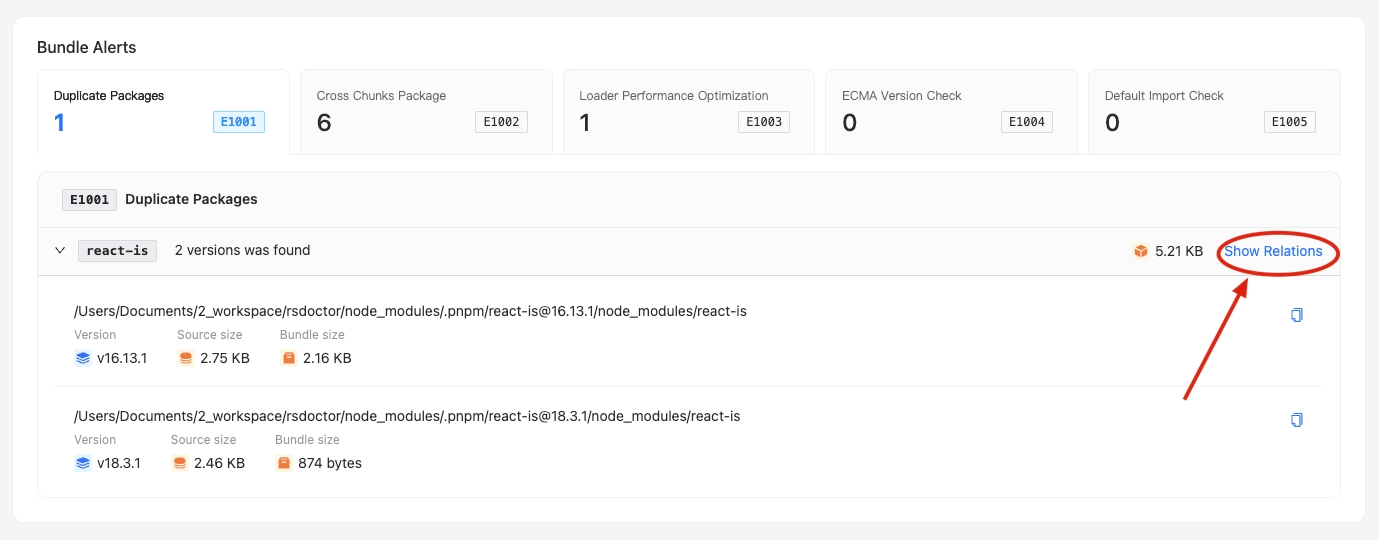 Bundle Alerts
Duplicate Packages
1 E1001
Cross Chunks Package
6 E1002
Loader Performance Optimization
1 E1003
ECMA Version Check
0 E1004
Default Import Check
0 E1005
E1001 Duplicate Packages
react-is 2 versions was found 5.21 KB Show Relations
/Users/Documents/2_workspace/rsdoctor/node_modules/.pnpm/react-is@16.13.1/node_modules/react-is
Version Source size Bundle size
v16.13.1 2.75 KB 2.16 KB
/Users/Documents/2_workspace/rsdoctor/node_modules/.pnpm/react-is@18.3.1/node_modules/react-is
Version Source size Bundle size
v18.3.1 2.46 KB 874 bytes